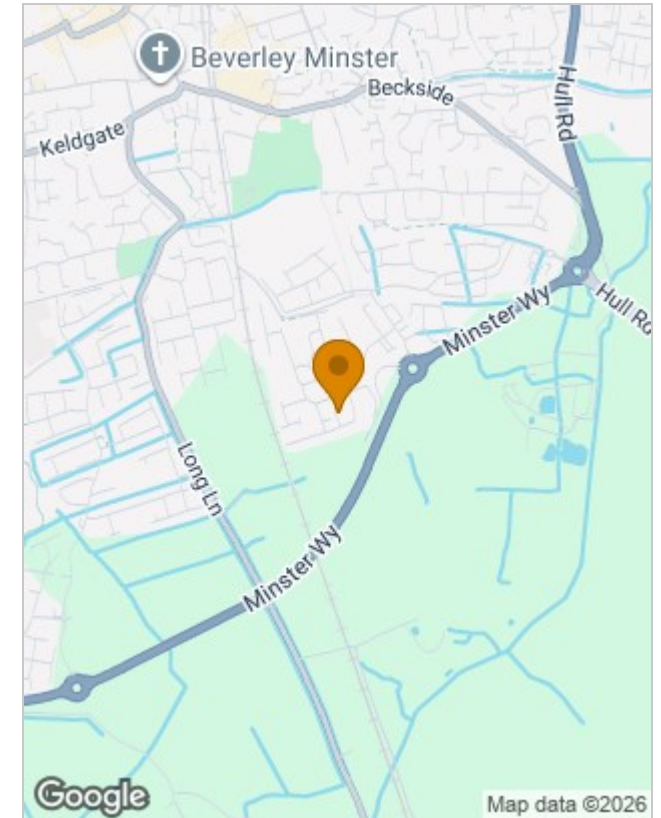 Beverley Minster
Beckside
Hull Rd
Keldgate
Minster Wy
Hull Rd
Long Ln
Minster Wy
Google
Map data ©2026